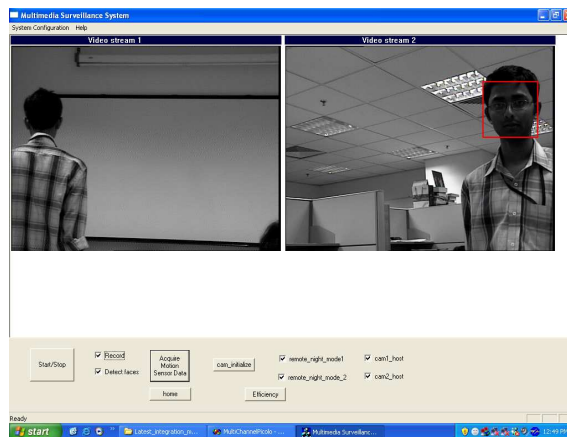 Multimedia Surveillance System
System Configuration Help
Video stream 1
Video stream 2
Start/Stop
Record
Detect faces
Acquire
Motion
Sensor Data
home
cam_initialize
Efficiency
remote_night_mode1
remote_night_mode_2
cam1_host
cam2_host
Ready
start
Latest_integration_m...
MultiChannelPicolo - ...
Multimedia Surveillanc...
12:49 PM